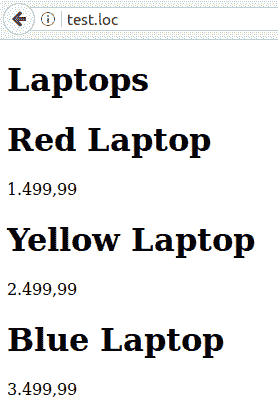 test.loc
Laptops
Red Laptop
1.499,99
Yellow Laptop
2.499,99
Blue Laptop
3.499,99